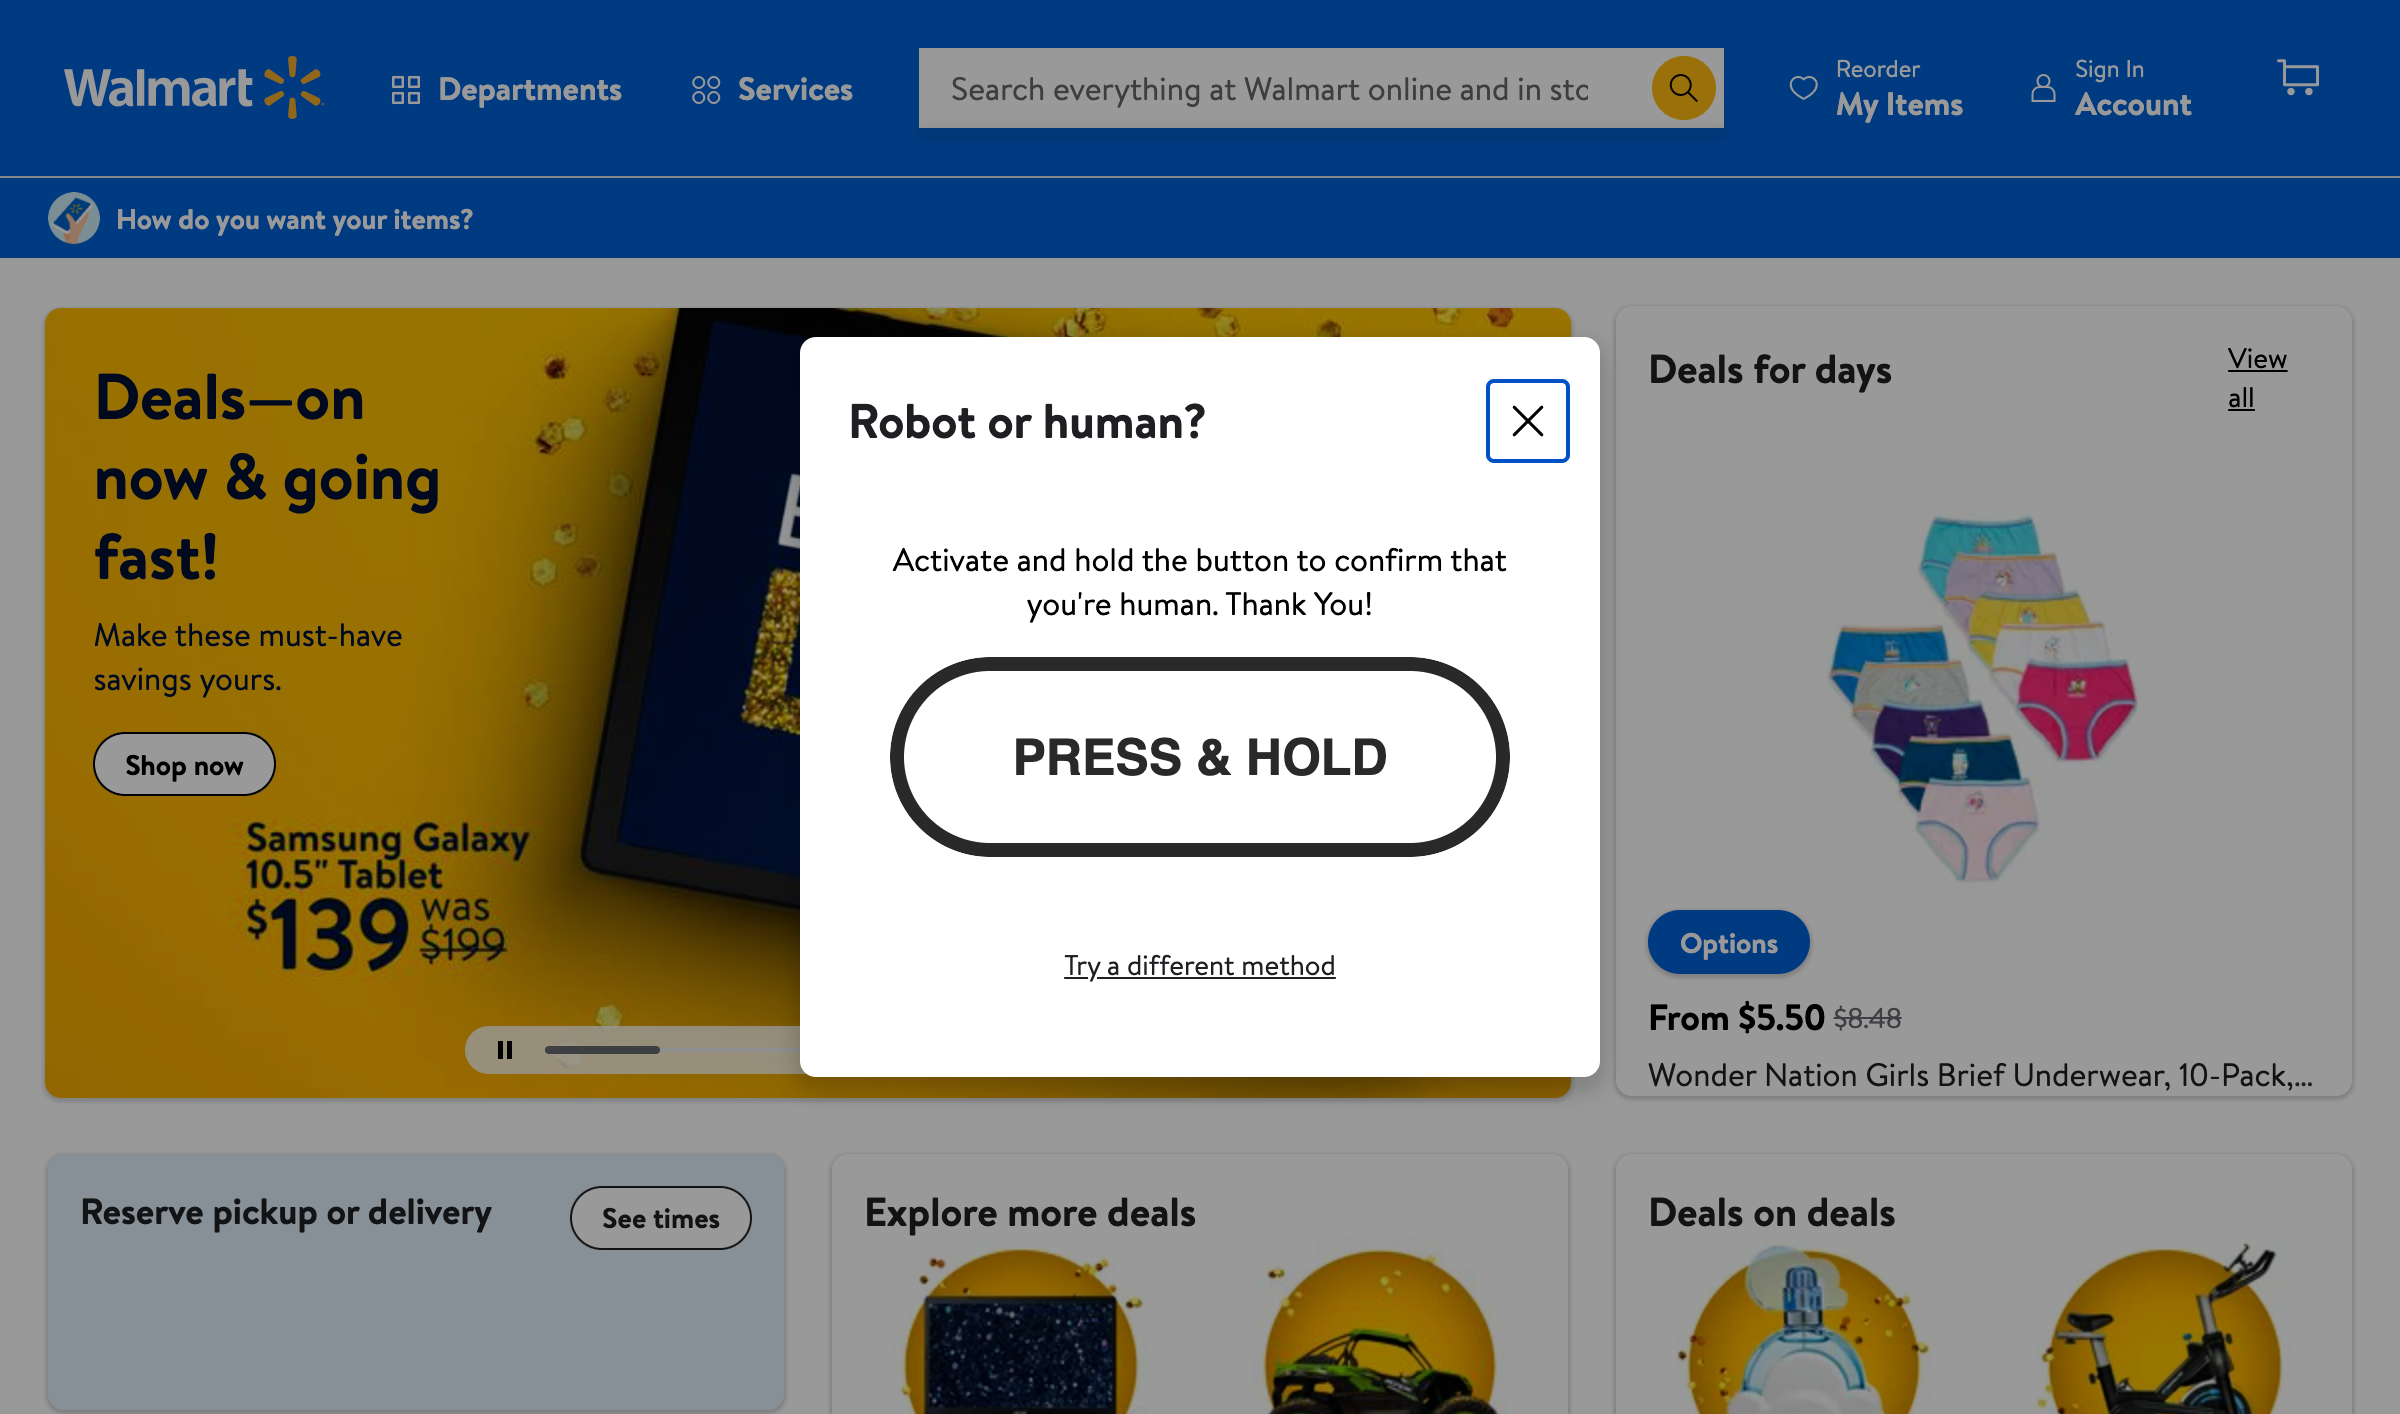 Walmart
Departments
Services
Search everything at Walmart online and in sto
Reorder
My Items
Sign In
Account
How do you want your items?
Deals—on
now & going
fast!
Make these must-have
savings yours.
Shop now
Samsung Galaxy
10.5" Tablet
$139 was
$199
Robot or human?
Activate and hold the button to confirm that
you're human. Thank You!
PRESS & HOLD
Try a different method
Deals for days
View
all
Options
From $5.50 $8.48
Wonder Nation Girls Brief Underwear, 10-Pack,...
Reserve pickup or delivery
See times
Explore more deals
Deals on deals